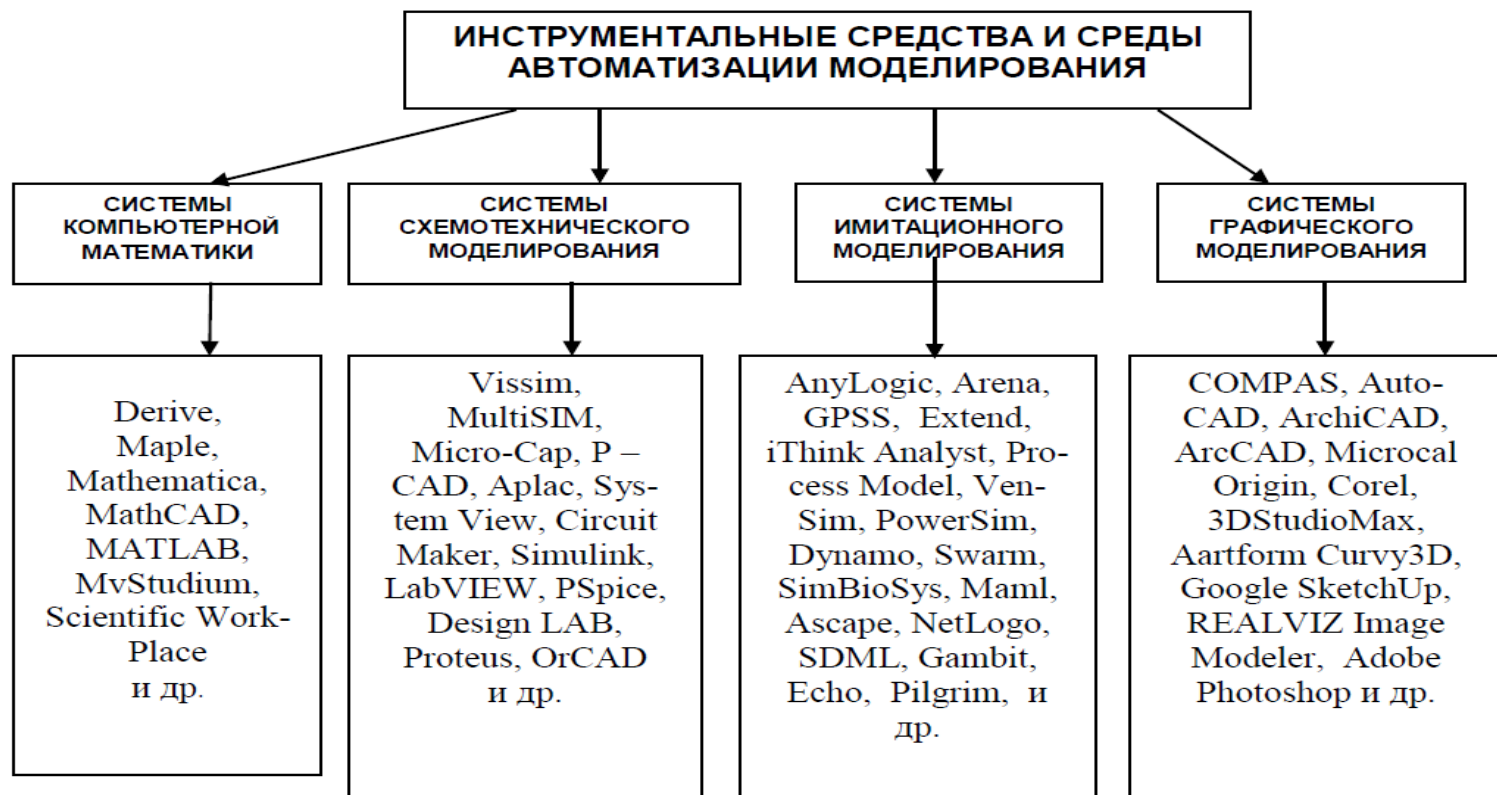 ИНСТРУМЕНТАЛЬНЫЕ СРЕДСТВА И СРЕДЫ
АВТОМАТИЗАЦИИ МОДЕЛИРОВАНИЯ
СИСТЕМЫ
КОМПЬЮТЕРНОЙ
МАТЕМАТИКИ
СИСТЕМЫ
СХЕМОТЕХНИЧЕСКОГО
МОДЕЛИРОВАНИЯ
СИСТЕМЫ
ИМИТАЦИОННОГО
МОДЕЛИРОВАНИЯ
СИСТЕМЫ
ГРАФИЧЕСКОГО
МОДЕЛИРОВАНИЯ
Derive,
Maple,
Mathematica,
MathCAD,
MATLAB,
MvStudium,
Scientific Work-
Place
и др.
Vissim,
MultiSIM,
Micro-Cap, P –
CAD, Aplac, Sys-
tem View, Circuit
Maker, Simulink,
LabVIEW, PSpice,
Design LAB,
Proteus, OrCAD
и др.
AnyLogic, Arena,
GPSS, Extend,
iThink Analyst, Pro-
cess Model, Ven-
Sim, PowerSim,
Dynamo, Swarm,
SimBioSys, Maml,
Ascape, NetLogo,
SDML, Gambit,
Echo, Pilgrim, и
др.
COMPAS, Auto-
CAD, ArchiCAD,
ArcCAD, Microcal
Origin, Corel,
3DStudioMax,
Aartform Curvy3D,
Google SketchUp,
REALVIZ Image
Modeler, Adobe
Photoshop и др.